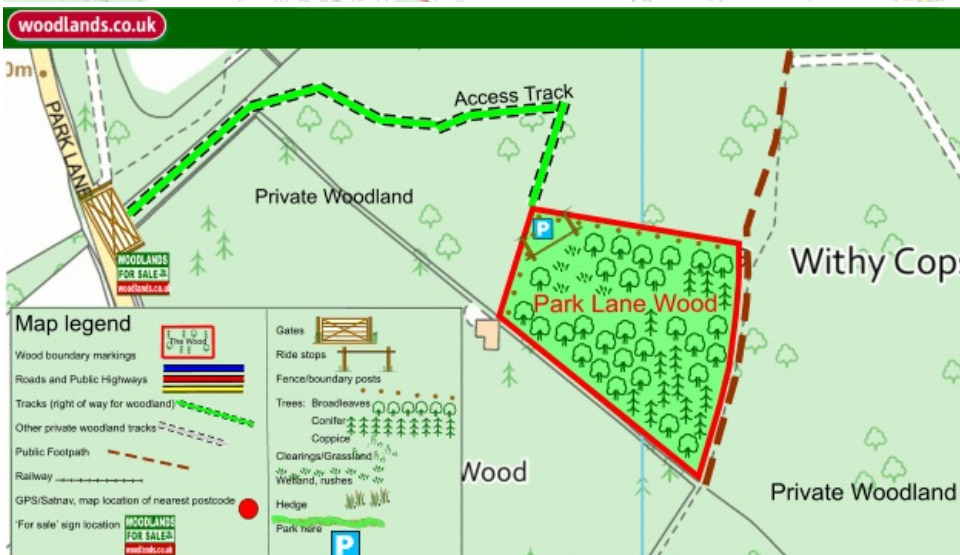 woodlands.co.uk
0m
PARK LANE
Access Track
Private Woodland
P
Withy Cops
WOODLANDS
FOR SALE
woodlands.co.uk
Park Lane Wood
Wood
Private Woodland
Map legend
The Wood
Wood boundary markings
Roads and Public Highways
Tracks (right of way for woodland)
Other private woodland tracks
Public Footpath
Railway
GPS/Satnav, map location of nearest postcode
'For sale' sign location
WOODLANDS
FOR SALE
woodlands.co.uk
Gates
Ride stops
Fence/boundary posts
Trees: Broadleaves
Conifer
Coppice
Clearings/Grassland
Wetland, rushes
Hedge
Park here
P